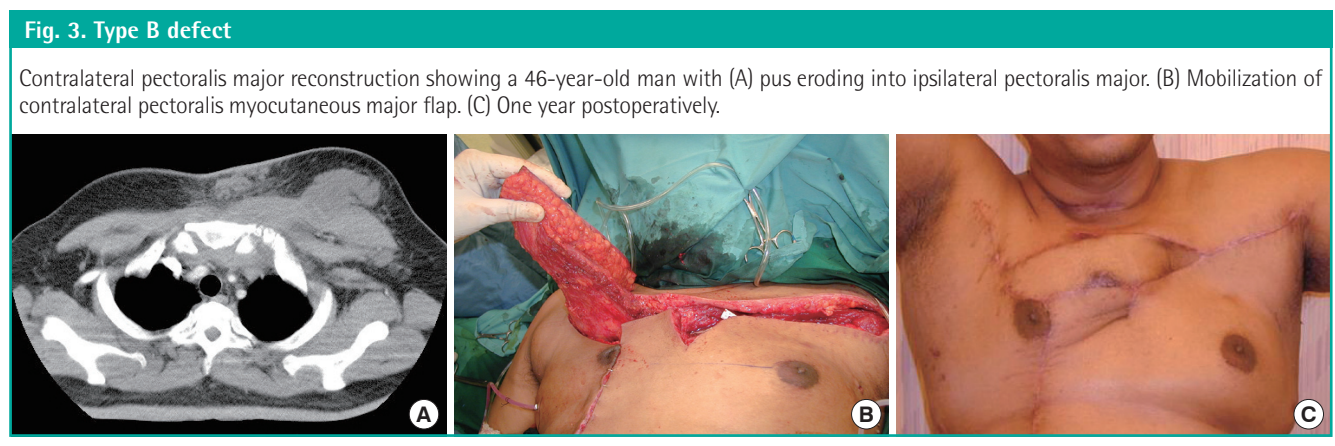 Fig. 3. Type B defect
Contralateral pectoralis major reconstruction showing a 46-year-old man with (A) pus eroding into ipsilateral pectoralis major. (B) Mobilization of
contralateral pectoralis myocutaneous major flap. (C) One year postoperatively.
A
B
C